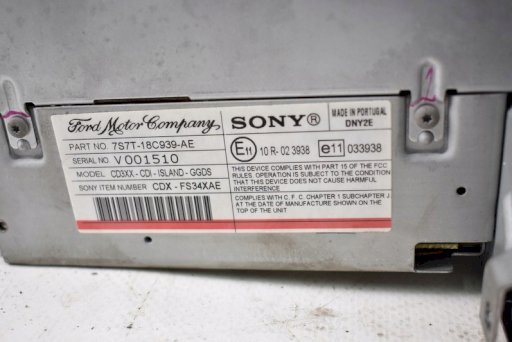 Ford Motor Company SONY® MADE IN PORTUGAL
DNY2E
PART NO. 7S7T-18C939-AE
SERIAL NO. V001510
MODEL CD3XX - CDI - ISLAND - GGDS
SONY ITEM NUMBER CDX - FS34XAE
E11 10 R- 02 3938 e11 033938
THIS DEVICE COMPLIES WITH PART 15 OF THE FCC
RULES. OPERATION IS SUBJECT TO THE CONDITION
THAT THIS DEVICE DOES NOT CAUSE HARMFUL
INTERFERENCE
COMPLIES WITH C. F. C. CHAPTER 1 SUBCHAPTER J
AT THE DATE OF MANUFACTURE SHOWN ON THE
TOP OF THE UNIT